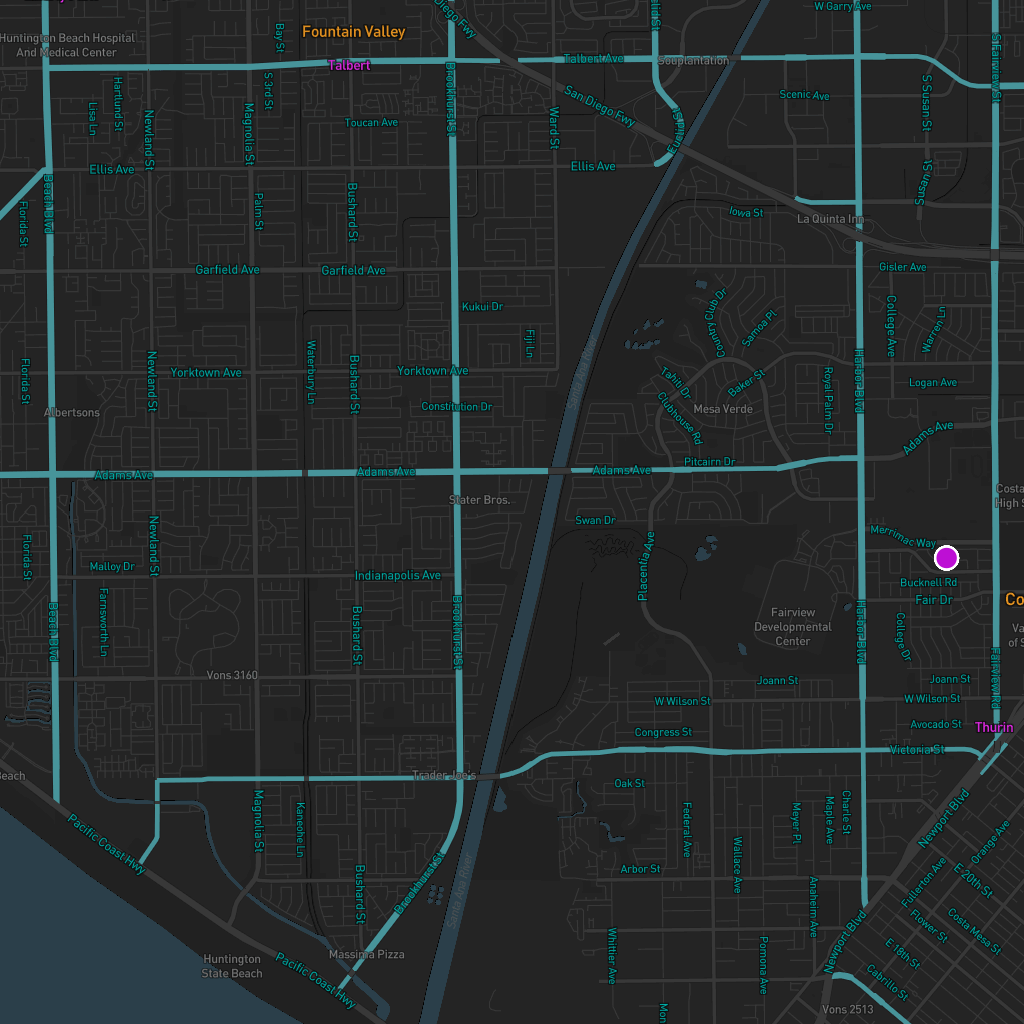 Diego Fwy
W Garry Ave
Huntington Beach Hospital
And Medical Center
Bay St
Fountain Valley
Talbert
Talbert Ave
Souplantation
S Fairview St
Hartland St
Lisa Ln
Newland St
S 3rd St
Magnolia St
Toucan Ave
Brookhurst St
San Diego Fwy
Ward St
Scenic Ave
S Susan St
Euclid St
Ellis Ave
Ellis Ave
Beach Blvd
Florida St
Palm St
Bushard St
Iowa St
La Quinta Inn
S Susan St
Garfield Ave
Garfield Ave
Gisler Ave
Kukui Dr
Fiji Ln
Country Club Dr
Samoa Pl
College Ave
Warren Ln
Florida St
Newland St
Yorktown Ave
Waterbury Ln
Bushard St
Yorktown Ave
Santa Ana River
Tahiti Dr
Baker St
Royal Palm Dr
Harbor Blvd
Logan Ave
Albertsons
Constitution Dr
Clubhouse Rd
Mesa Verde
Adams Ave
Adams Ave
Adams Ave
Adams Ave
Pitcairn Dr
Slater Bros.
Costa
High S
Swan Dr
Merrimac Way
Newland St
Florida St
Malloy Dr
Indianapolis Ave
Placentia Ave
Bucknell Rd
Fair Dr
Co
Farnsworth Ln
Beach Blvd
Bushard St
Brookhurst St
Fairview
Developmental
Center
Harbor Blvd
College Dr
Va
of S
Vons 3160
Joann St
Joann St
Fairview Rd
W Wilson St
W Wilson St
Avocado St
Thurin
Congress St
Victoria St
Beach
Trader Joe's
Oak St
Pacific Coast Hwy
Magnolia St
Kaneohe Ln
Federal Ave
Meyer Pl
Maple Ave
Charle St
Newport Blvd
Orange Ave
Wallace Ave
Arbor St
Bushard St
Brookhurst St
Santa Ana River
Anaheim Ave
Fullerton Ave
E 20th St
Flower St
Costa Mesa St
Massima Pizza
Huntington
State Beach
Pacific Coast Hwy
Whittier Ave
Pomona Ave
Newport Blvd
E 18th St
Cabrillo St
Vons 2513
Mon